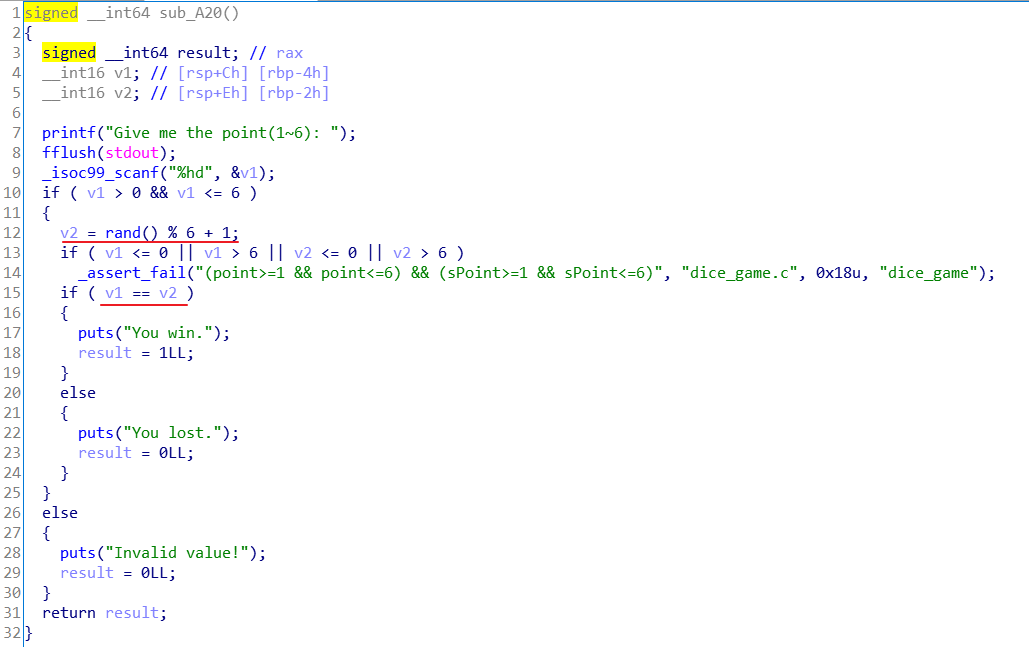 1 signed __int64 sub_A20()
2 {
3 signed __int64 result; // rax
4 __int16 v1; // [rsp+Ch] [rbp-4h]
5 __int16 v2; // [rsp+Eh] [rbp-2h]
6
7 printf("Give me the point(1~6): ");
8 fflush(stdout);
9 _isoc99_scanf("%hd", &v1);
10 if ( v1 > 0 && v1 <= 6 )
11 {
12 v2 = rand() % 6 + 1;
13 if ( v1 <= 0 || v1 > 6 || v2 <= 0 || v2 > 6 )
14 _assert_fail("(point>=1 && point<=6) && (sPoint>=1 && sPoint<=6)", "dice_game.c", 0x18u, "dice_game");
15 if ( v1 == v2 )
16 {
17 puts("You win.");
18 result = 1LL;
19 }
20 else
21 {
22 puts("You lost.");
23 result = 0LL;
24 }
25 }
26 else
27 {
28 puts("Invalid value!");
29 result = 0LL;
30 }
31 return result;
32 }